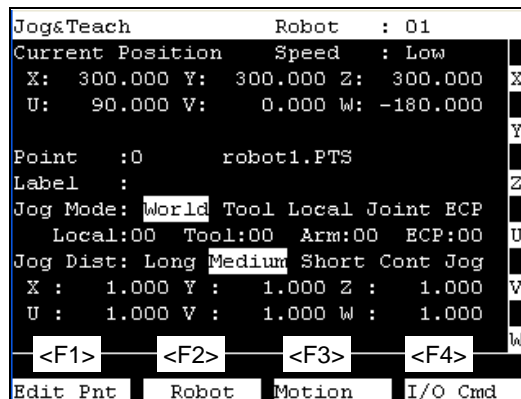 Jog&Teach Robot : 01
Current Position Speed : Low
X: 300.000 Y: 300.000 Z: 300.000 X
U: 90.000 V: 0.000 W: -180.000
Y
Point :0 robot1.PTS
Label : Z
Jog Mode: World Tool Local Joint ECP
Local:00 Tool:00 Arm:00 ECP:00 U
Jog Dist: Long Medium Short Cont Jog
X : 1.000 Y : 1.000 Z : 1.000 V
U : 1.000 V : 1.000 W : 1.000
W
<F1> <F2> <F3> <F4>
Edit Pnt Robot Motion I/O Cmd